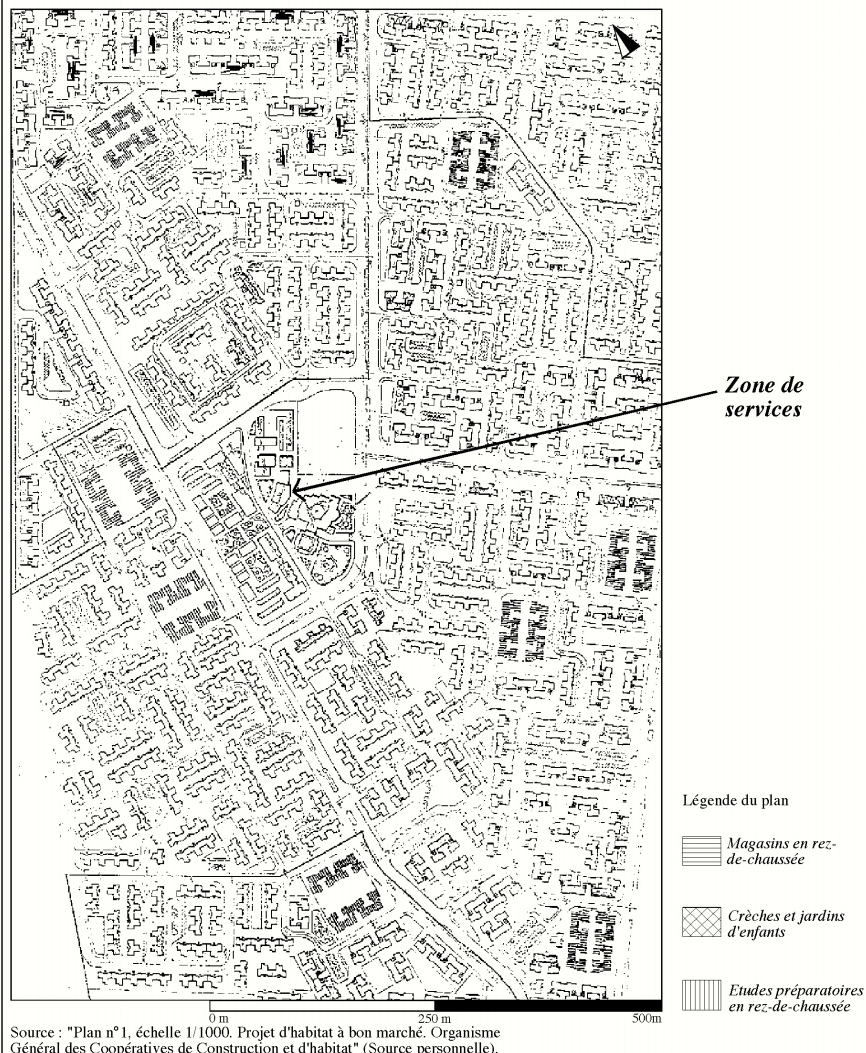 Zone de
services
Légende du plan
Magasins en rez-
de-chaussée
Crèches et jardins
d'enfants
Etudes préparatoires
en rez-de-chaussée
0 m
250 m
500m
Source : "Plan n°1, échelle 1/1000. Projet d'habitat à bon marché. Organisme
Général des Coopératives de Construction et d'habitat" (Source personnelle).